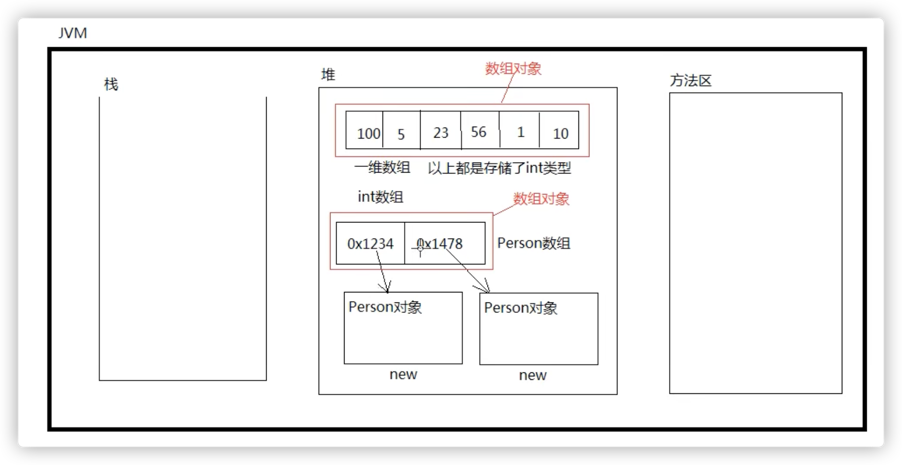 JVM
栈
堆
数组对象
方法区
100 5 23 56 1 10
一维数组 以上都是存储了int类型
int数组
数组对象
0x1234 0x1478 Person数组
Person对象 Person对象
new new